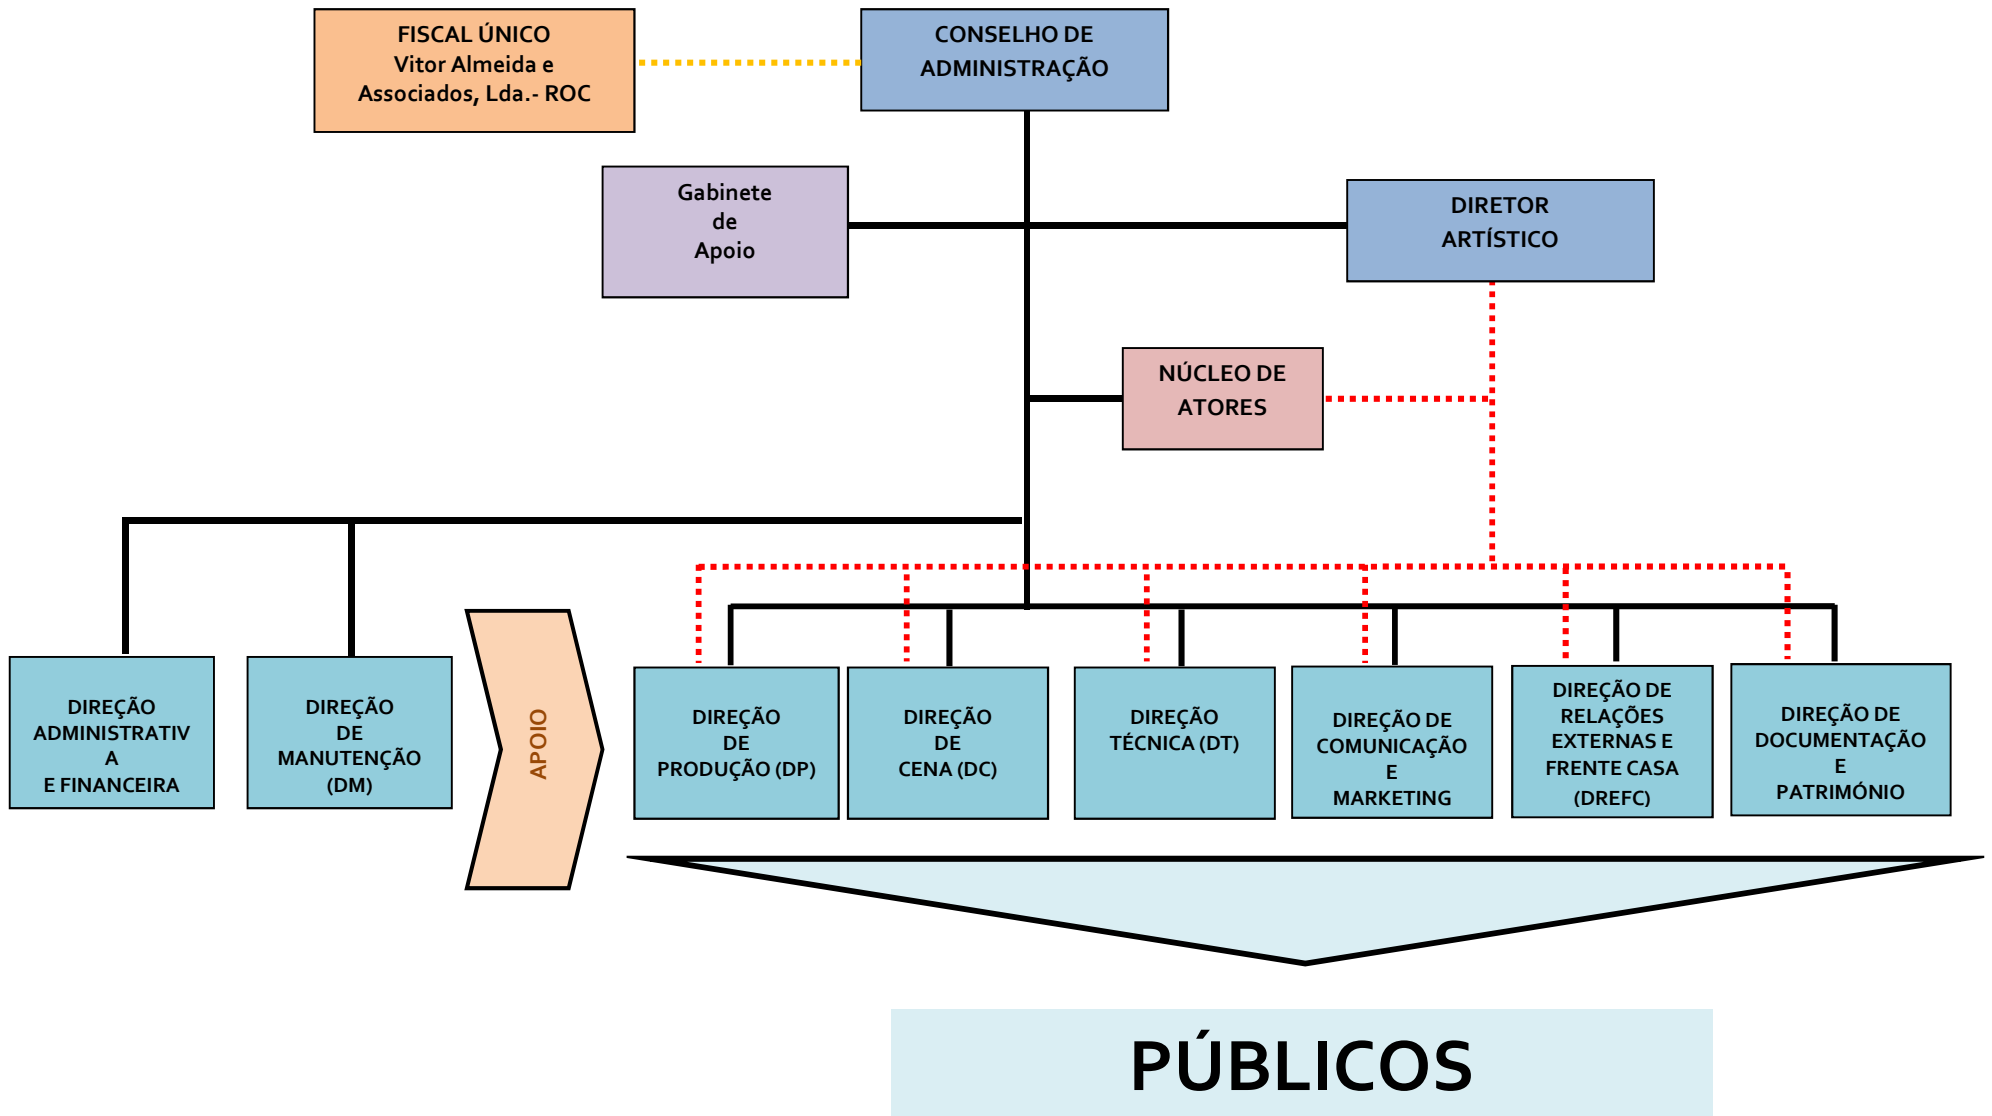 FISCAL ÚNICO
Vitor Almeida e
Associados, Lda.- ROC
CONSELHO DE
ADMINISTRAÇÃO
Gabinete
de
Apoio
DIRETOR
ARTÍSTICO
NÚCLEO DE
ATORES
DIREÇÃO
ADMINISTRATIV
A
E FINANCEIRA
DIREÇÃO
DE
MANUTENÇÃO
(DM)
APOIO
DIREÇÃO
DE
PRODUÇÃO (DP)
DIREÇÃO
DE
CENA (DC)
DIREÇÃO
TÉCNICA (DT)
DIREÇÃO DE
COMUNICAÇÃO
E
MARKETING
DIREÇÃO DE
RELAÇÕES
EXTERNAS E
FRENTE CASA
(DREFC)
DIREÇÃO DE
DOCUMENTAÇÃO
E
PATRIMÓNIO
PÚBLICOS